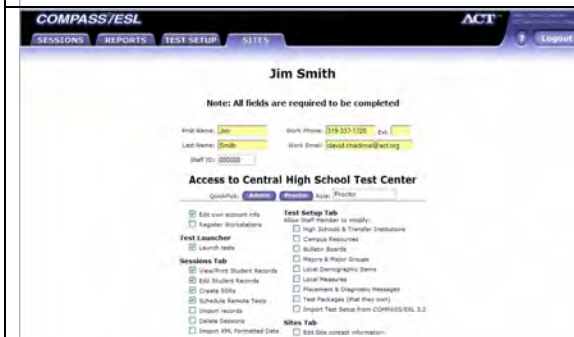 COMPASS/ESL
ACT
SESSIONS REPORTS TEST SETUP SITES
? Logout
Jim Smith
Note: All fields are required to be completed
First Name: Jim Work Phone: 319-337-1728 Ext.
Last Name: Smith Work Email: david.chadima@act.org
Staff ID: 000000
Access to Central High School Test Center
QuickPick: Admin Proctor Role: Proctor
Edit own account info
Register Workstations
Test Launcher
Launch tests
Sessions Tab
View/Print Student Records
Edit Student Records
Create SSRs
Schedule Remote Tests
Import records
Delete Sessions
Import XML Formatted Data
Test Setup Tab
Allow Staff Member to modify:
High Schools & Transfer Institutions
Campus Resources
Bulletin Boards
Majors & Major Groups
Local Demographic Items
Local Measures
Placement & Diagnostic Messages
Test Packages (that they own)
Import Test Setup from COMPASS/ESL 3.2
Sites Tab
Edit Site contact information